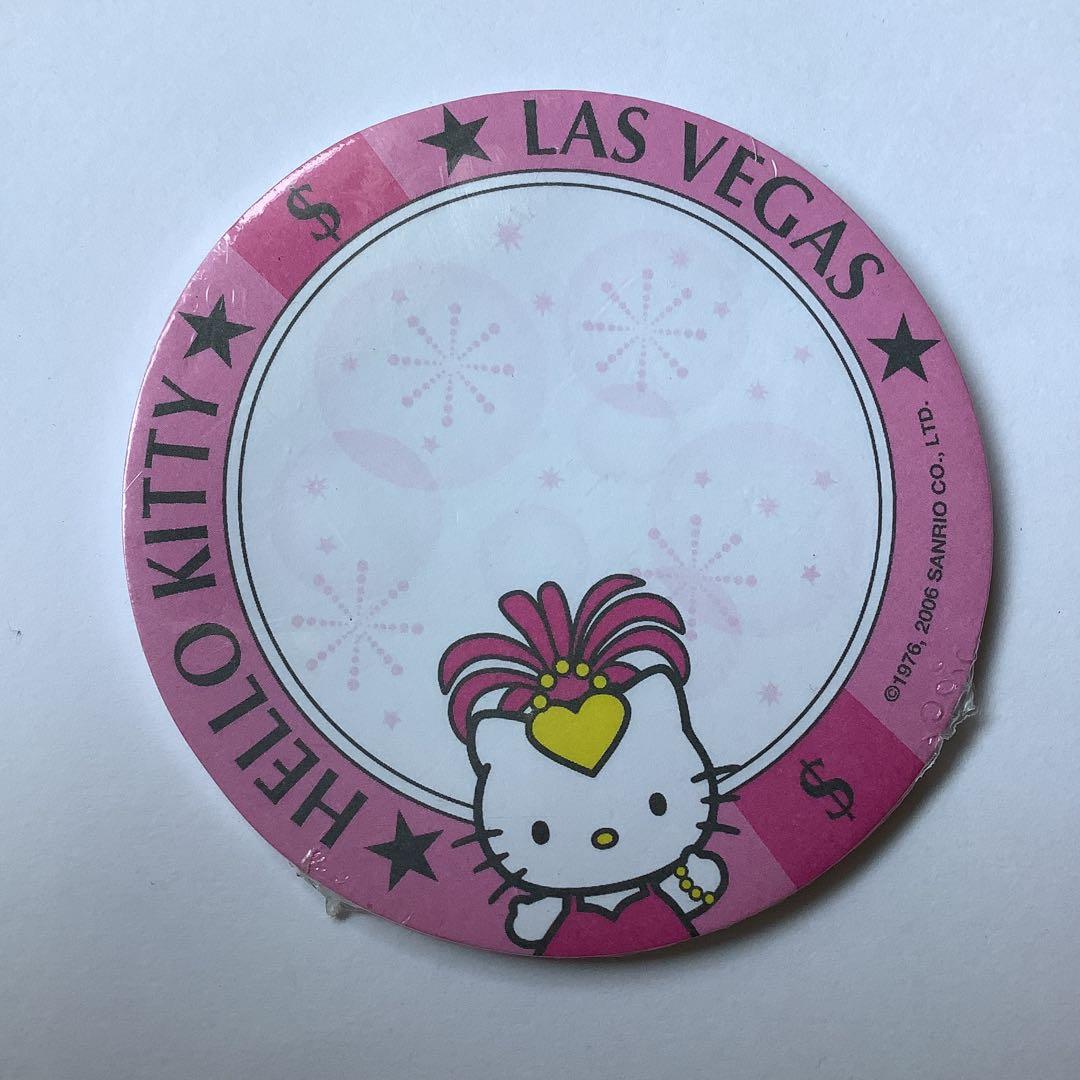 ★ LAS VEGAS ★
$
★ HELLO KITTY ★
©1976, 2006 SANRIO CO., LTD.
$